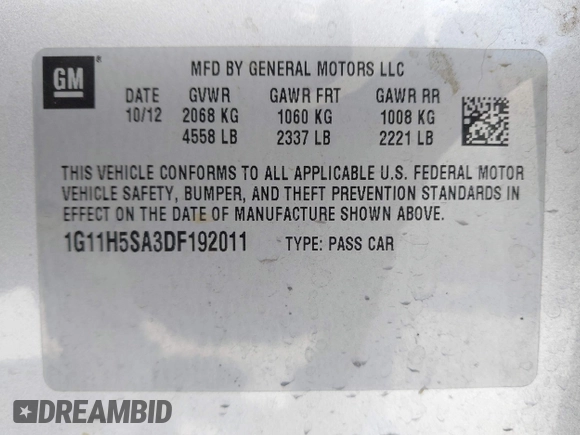 GM ®
MFD BY GENERAL MOTORS LLC
DATE GVWR GAWR FRT GAWR RR
10/12 2068 KG 1060 KG 1008 KG
4558 LB 2337 LB 2221 LB
THIS VEHICLE CONFORMS TO ALL APPLICABLE U.S. FEDERAL MOTOR
VEHICLE SAFETY, BUMPER, AND THEFT PREVENTION STANDARDS IN
EFFECT ON THE DATE OF MANUFACTURE SHOWN ABOVE.
1G11H5SA3DF192011 TYPE: PASS CAR
DREAMBID